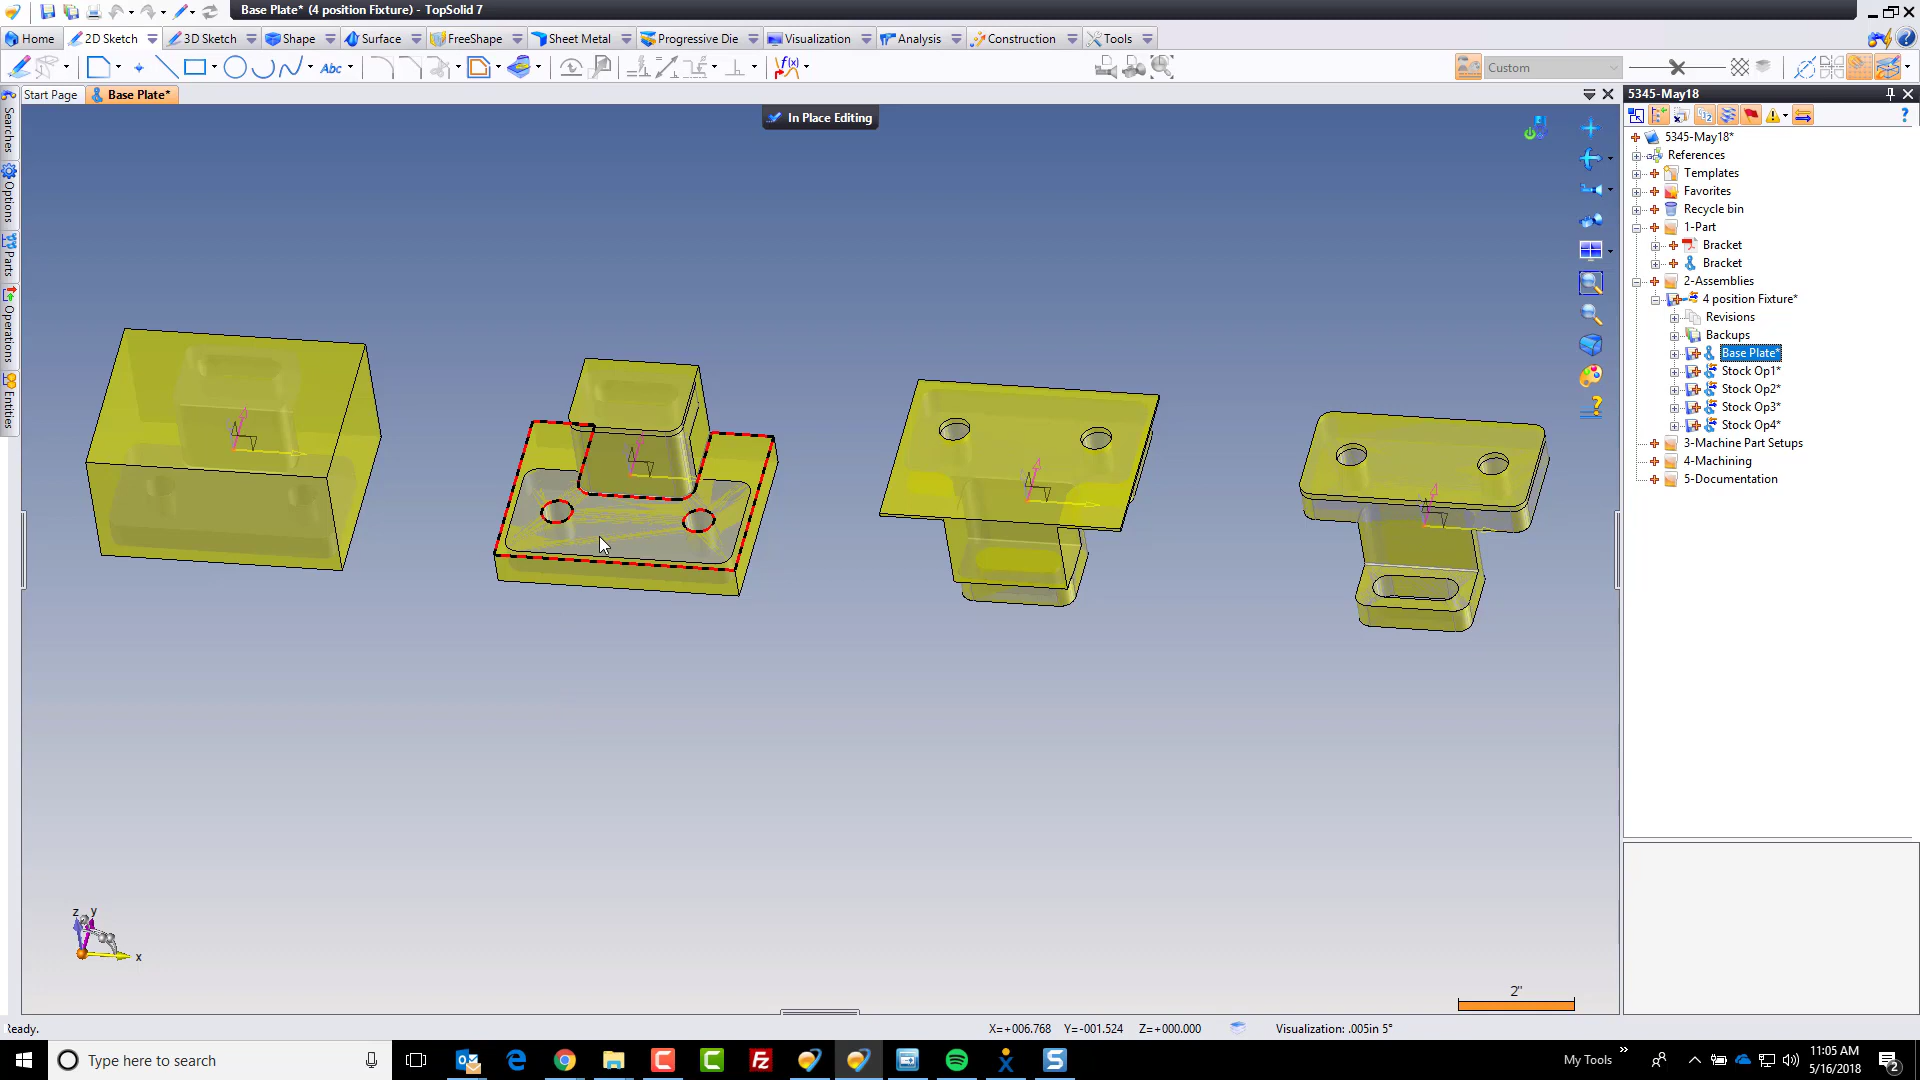 Base Plate* (4 position Fixture) - TopSolid 7
Home
2D Sketch
3D Sketch
Shape
Surface
FreeShape
Sheet Metal
Progressive Die
Visualization
Analysis
Construction
Tools
Abc
f(x)
Custom
Start Page
Base Plate*
In Place Editing
5345-May18
Searches
Options
Parts
Operations
Entities
5345-May18*
References
Templates
Favorites
Recycle bin
1-Part
Bracket
Bracket
2-Assemblies
4 position Fixture*
Revisions
Backups
Base Plate*
Stock Op1*
Stock Op2*
Stock Op3*
Stock Op4*
3-Machine Part Setups
4-Machining
5-Documentation
z y
x
2"
Ready.
X=+006.768 Y=-001.524 Z=+000.000
Visualization: .005in 5°
Type here to search
My Tools
11:05 AM
5/16/2018
2